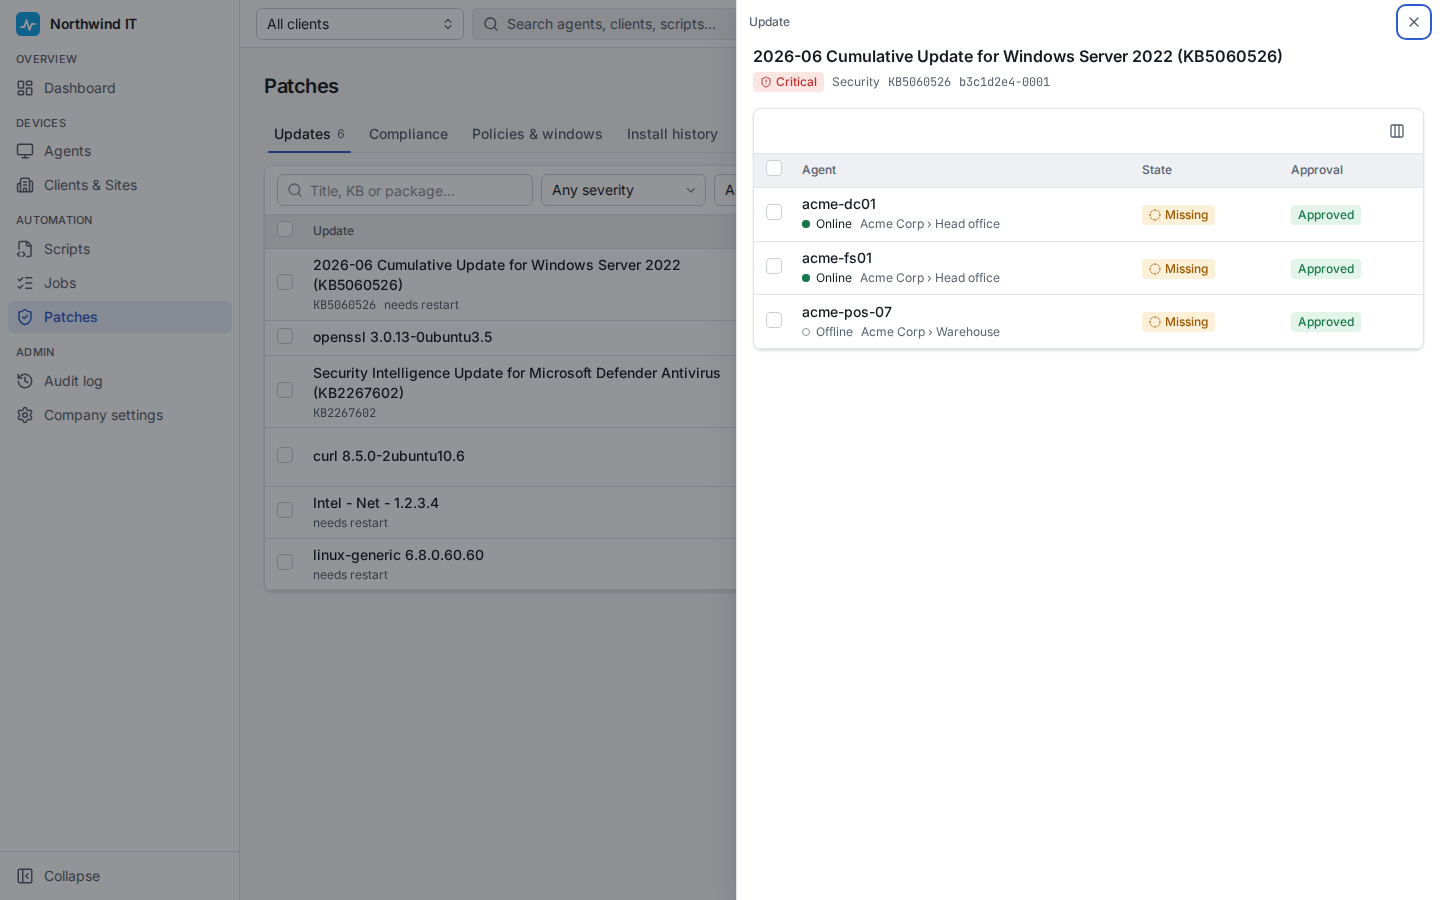 Northwind IT
OVERVIEW
Dashboard
DEVICES
Agents
Clients & Sites
AUTOMATION
Scripts
Jobs
Patches
ADMIN
Audit log
Company settings
Collapse
All clients
Search agents, clients, scripts...
Patches
Updates 6
Compliance
Policies & windows
Install history
Title, KB or package...
Any severity
A
Update
2026-06 Cumulative Update for Windows Server 2022
(KB5060526)
KB5060526 needs restart
openssl 3.0.13-0ubuntu3.5
Security Intelligence Update for Microsoft Defender Antivirus
(KB2267602)
KB2267602
curl 8.5.0-2ubuntu10.6
Intel - Net - 1.2.3.4
needs restart
linux-generic 6.8.0.60.60
needs restart
Update
2026-06 Cumulative Update for Windows Server 2022 (KB5060526)
Critical Security KB5060526 b3c1d2e4-0001
Agent State Approval
acme-dc01
Online Acme Corp › Head office
Missing Approved
acme-fs01
Online Acme Corp › Head office
Missing Approved
acme-pos-07
Offline Acme Corp › Warehouse
Missing Approved